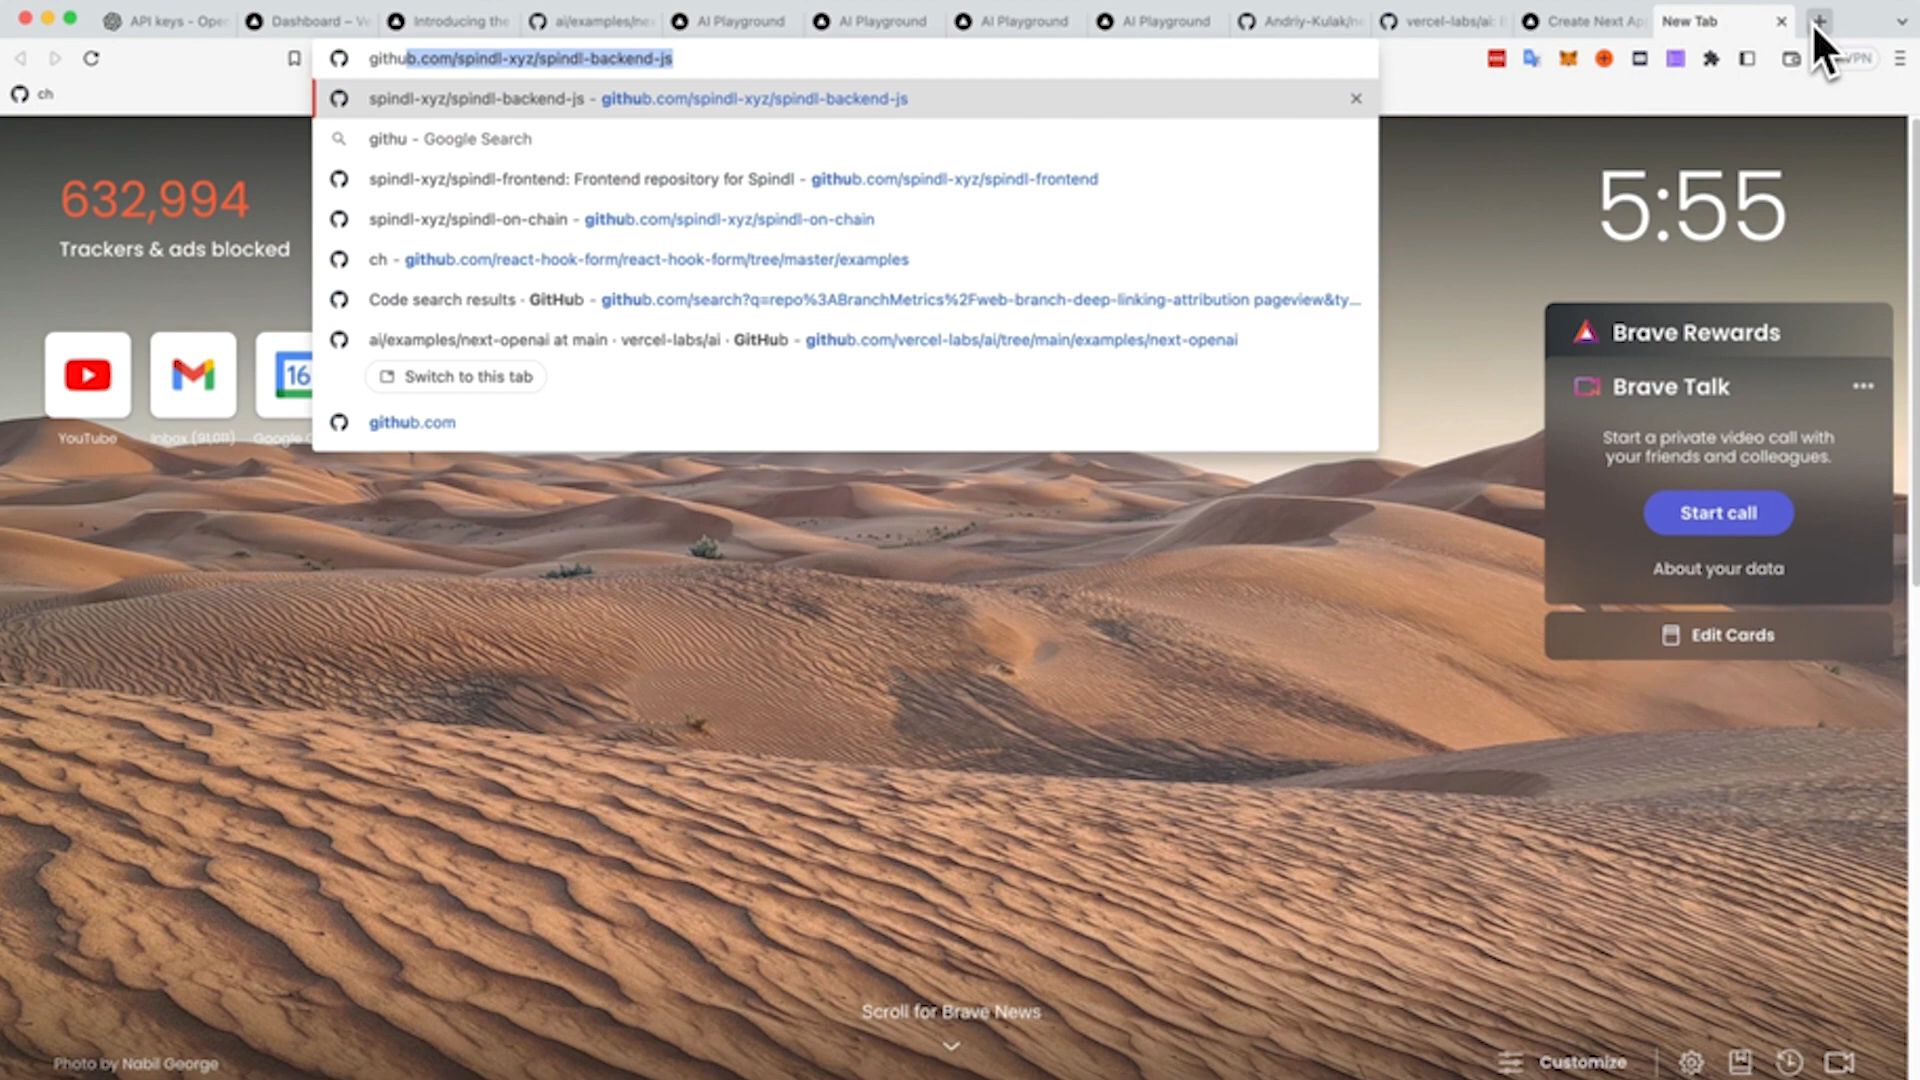 API keys - Ope
Dashboard – Ve
Introducing the
ai/examples/ne
AI Playground
AI Playground
AI Playground
AI Playground
Andriy-Kulak/n
vercel-labs/ai:
Create Next Ap
New Tab
github.com/spindl-xyz/spindl-backend-js
VPN
ch
spindl-xyz/spindl-backend-js - github.com/spindl-xyz/spindl-backend-js
githu - Google Search
spindl-xyz/spindl-frontend: Frontend repository for Spindl - github.com/spindl-xyz/spindl-frontend
spindl-xyz/spindl-on-chain - github.com/spindl-xyz/spindl-on-chain
ch - github.com/react-hook-form/react-hook-form/tree/master/examples
Code search results · GitHub - github.com/search?q=repo%3ABranchMetrics%2Fweb-branch-deep-linking-attribution pageview&ty...
ai/examples/next-openai at main · vercel-labs/ai · GitHub - github.com/vercel-labs/ai/tree/main/examples/next-openai
Switch to this tab
github.com
632,994
Trackers & ads blocked
5:55
16
YouTube
Inbox (91,011)
Google C
Brave Rewards
Brave Talk
Start a private video call with
your friends and colleagues.
Start call
About your data
Edit Cards
Scroll for Brave News
Photo by Nabil George
Customize